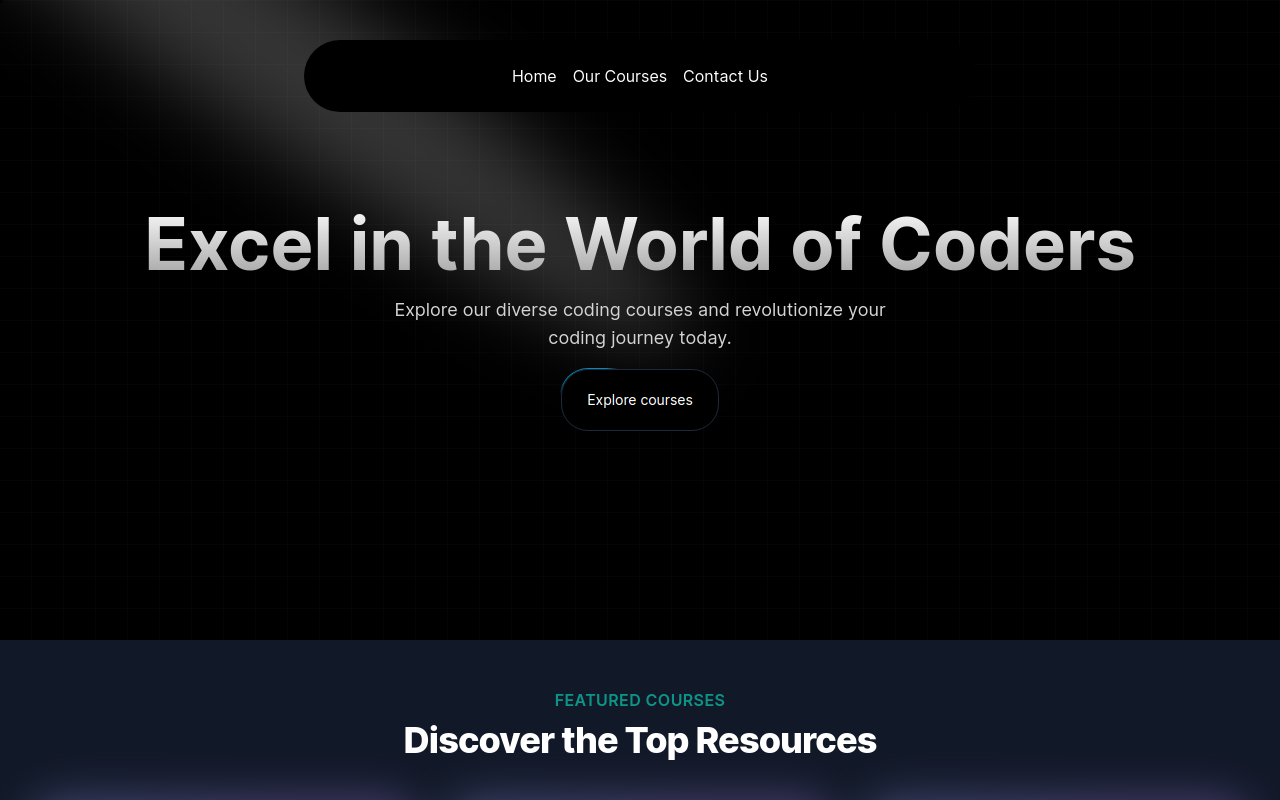 Home Our Courses Contact Us
Excel in the World of Coders
Explore our diverse coding courses and revolutionize your
coding journey today.
Explore courses
FEATURED COURSES
Discover the Top Resources